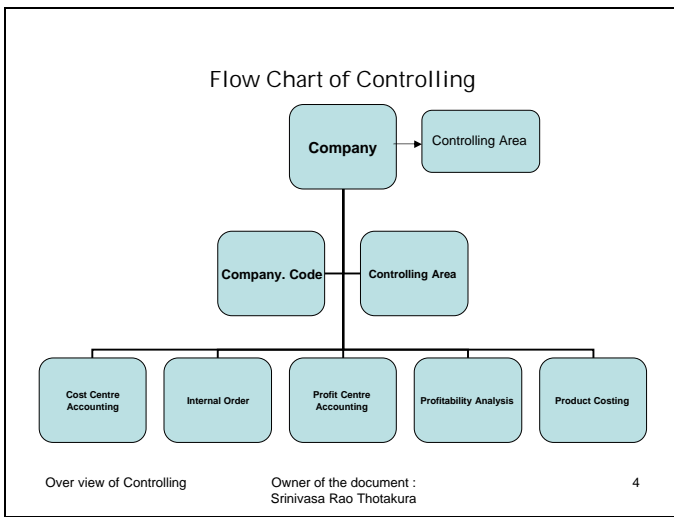 Flow Chart of Controlling
Company
Controlling Area
Company. Code
Controlling Area
Cost Centre
Accounting
Internal Order
Profit Centre
Accounting
Profitability Analysis
Product Costing
Over view of Controlling
Owner of the document :
Srinivasa Rao Thotakura
4